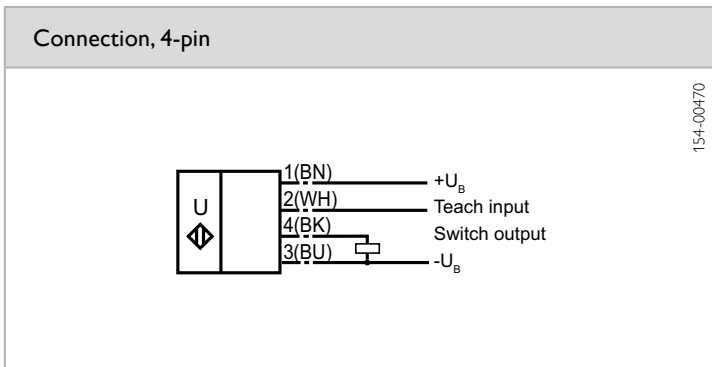 Connection, 4-pin
154-00470
U
1(BN)
+U_B
2(WH)
Teach input
4(BK)
Switch output
3(BU)
-U_B